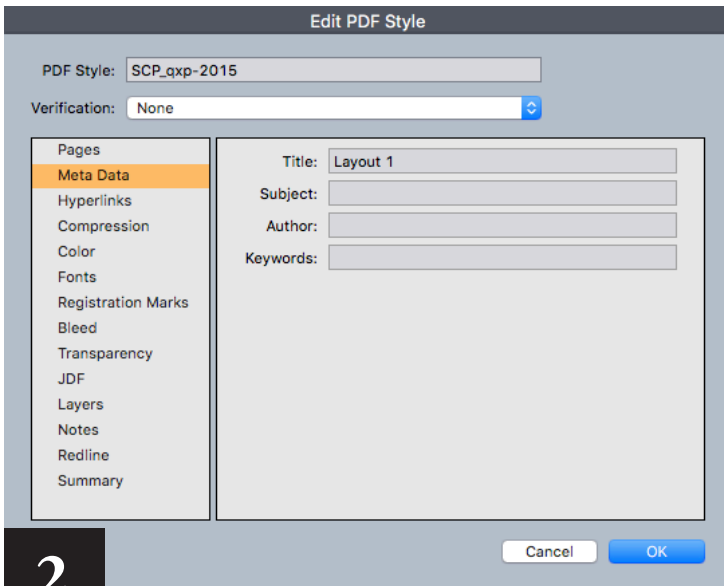 Edit PDF Style
PDF Style: SCP_qxp-2015
Verification: None
Pages
Meta Data
Hyperlinks
Compression
Color
Fonts
Registration Marks
Bleed
Transparency
JDF
Layers
Notes
Redline
Summary
Title: Layout 1
Subject:
Author:
Keywords:
Cancel OK
2